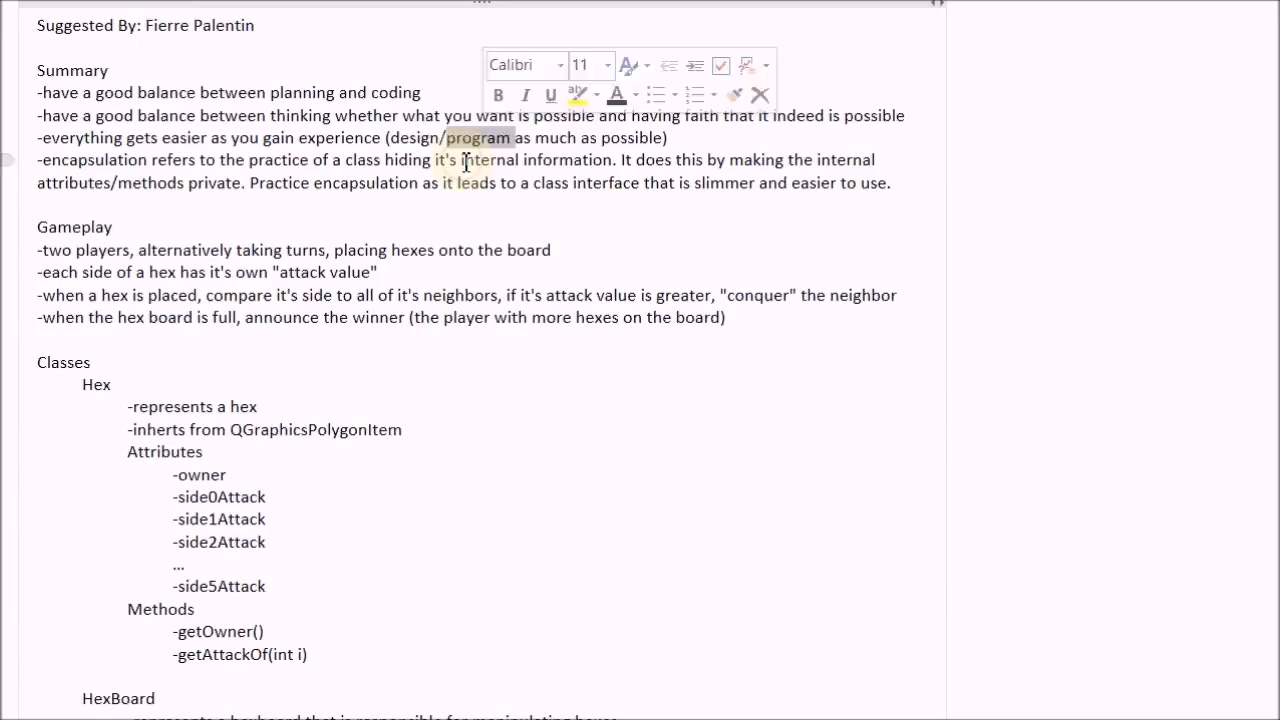 Suggested By: Fierre Palentin
Summary
Calibri 11
-have a good balance between planning and coding
B I U A
-have a good balance between thinking whether what you want is possible and having faith that it indeed is possible
-everything gets easier as you gain experience (design/program as much as possible)
-encapsulation refers to the practice of a class hiding it's internal information. It does this by making the internal
attributes/methods private. Practice encapsulation as it leads to a class interface that is slimmer and easier to use.
Gameplay
-two players, alternatively taking turns, placing hexes onto the board
-each side of a hex has it's own "attack value"
-when a hex is placed, compare it's side to all of it's neighbors, if it's attack value is greater, "conquer" the neighbor
-when the hex board is full, announce the winner (the player with more hexes on the board)
Classes
Hex
-represents a hex
-inherts from QGraphicsPolygonItem
Attributes
-owner
-side0Attack
-side1Attack
-side2Attack
...
-side5Attack
Methods
-getOwner()
-getAttackOf(int i)
HexBoard
-represents a hexboard that is responsible for manipulating hexes